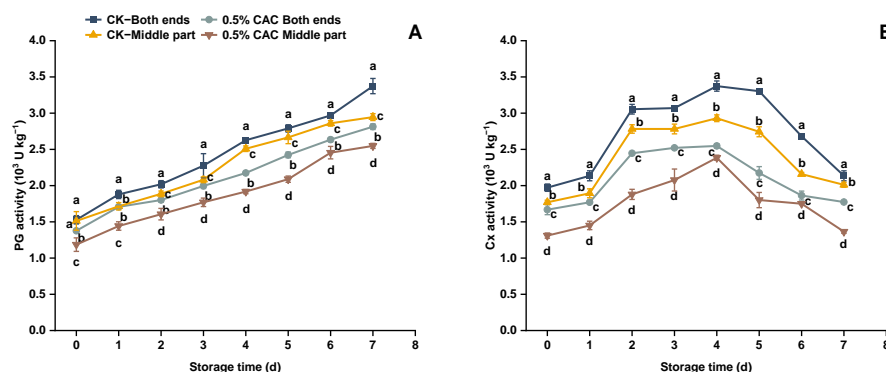 CK−Both ends 0.5% CAC Both ends
CK−Middle part 0.5% CAC Middle part
A
4.0
3.5
3.0
2.5
2.0
1.5
1.0
0.5
0.0
PG activity (10³ U kg⁻¹)
a a a a a a a a
a b c c b b c c
b b b b c c c b
c c d d d d d d
0 1 2 3 4 5 6 7 8
Storage time (d)
4.0
3.5
3.0
2.5
2.0
1.5
1.0
0.5
0.0
Cx activity (10³ U kg⁻¹)
a a a a a a a a
b b b b b b b b
c c c c c c c c
d d d d d d d d
0 1 2 3 4 5 6 7 8
Storage time (d)